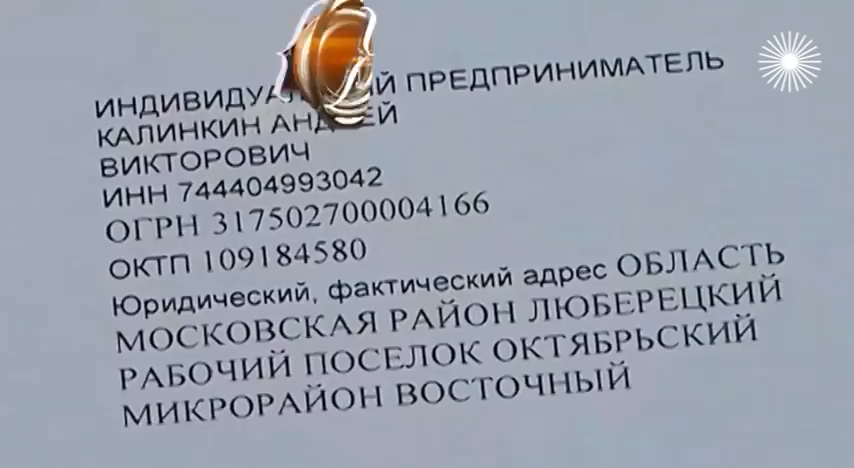 ПРЕДПРИНИМАТЕЛЬ
КАЛИНКИН
ВИКТОРОВИЧ
ИНН 744404993042
ОГРН 317502700004166
ОКТП 109184580
Юридический, фактический адрес ОБЛАСТЬ
МОСКОВСКАЯ РАЙОН ЛЮБЕРЕЦКИЙ
РАБОЧИЙ ПОСЕЛОК ОКТЯБРЬСКИЙ
МИКРОРАЙОН ВОСТОЧНЫЙ